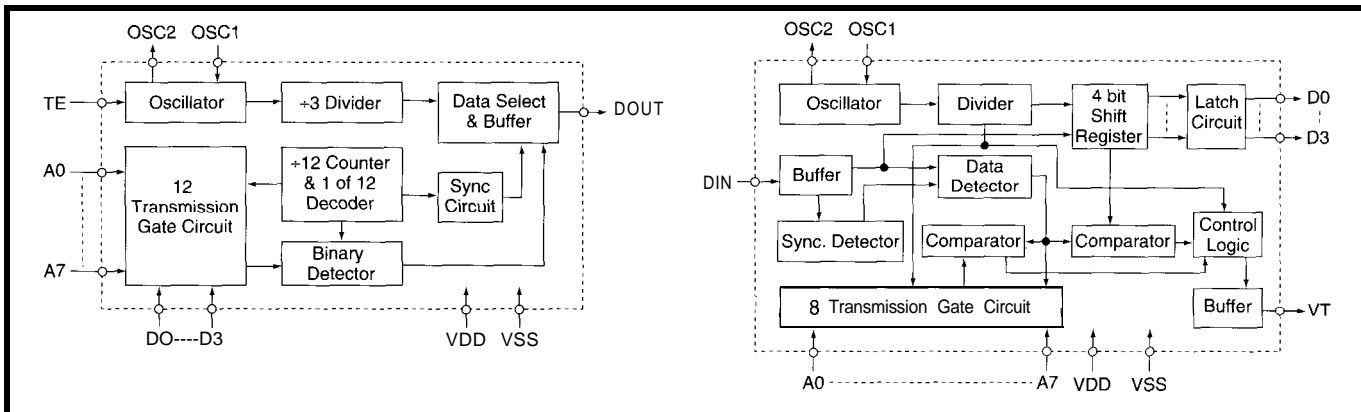 OSC2 OSC1
TE
Oscillator
÷3 Divider
Data Select
& Buffer
DOUT
A0
A7
12
Transmission
Gate Circuit
÷12 Counter
& 1 of 12
Decoder
Sync
Circuit
Binary
Detector
DO----D3
VDD VSS
OSC2 OSC1
Oscillator
Divider
4 bit
Shift
Register
Latch
Circuit
D0
D3
DIN
Buffer
Data
Detector
Sync. Detector
Comparator
Comparator
Control
Logic
8 Transmission Gate Circuit
Buffer
VT
A0 A7 VDD VSS